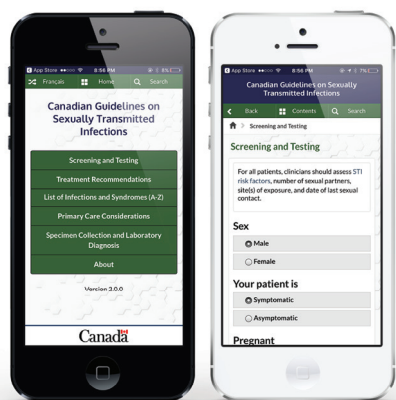 App Store 8:56 PM 8%
Français Home Search
Canadian Guidelines on
Sexually Transmitted
Infections
Screening and Testing
Treatment Recommendations
List of Infections and Syndromes (A-Z)
Primary Care Considerations
Specimen Collection and Laboratory
Diagnosis
About
Version 3.0.0
Canada
App Store 8:56 PM 7%
Canadian Guidelines on Sexually
Transmitted Infections
Back Contents Search
> Screening and Testing
Screening and Testing
For all patients, clinicians should assess STI
risk factors, number of sexual partners,
site(s) of exposure, and date of last sexual
contact.
Sex
Male
Female
Your patient is
Symptomatic
Asymptomatic
Pregnant